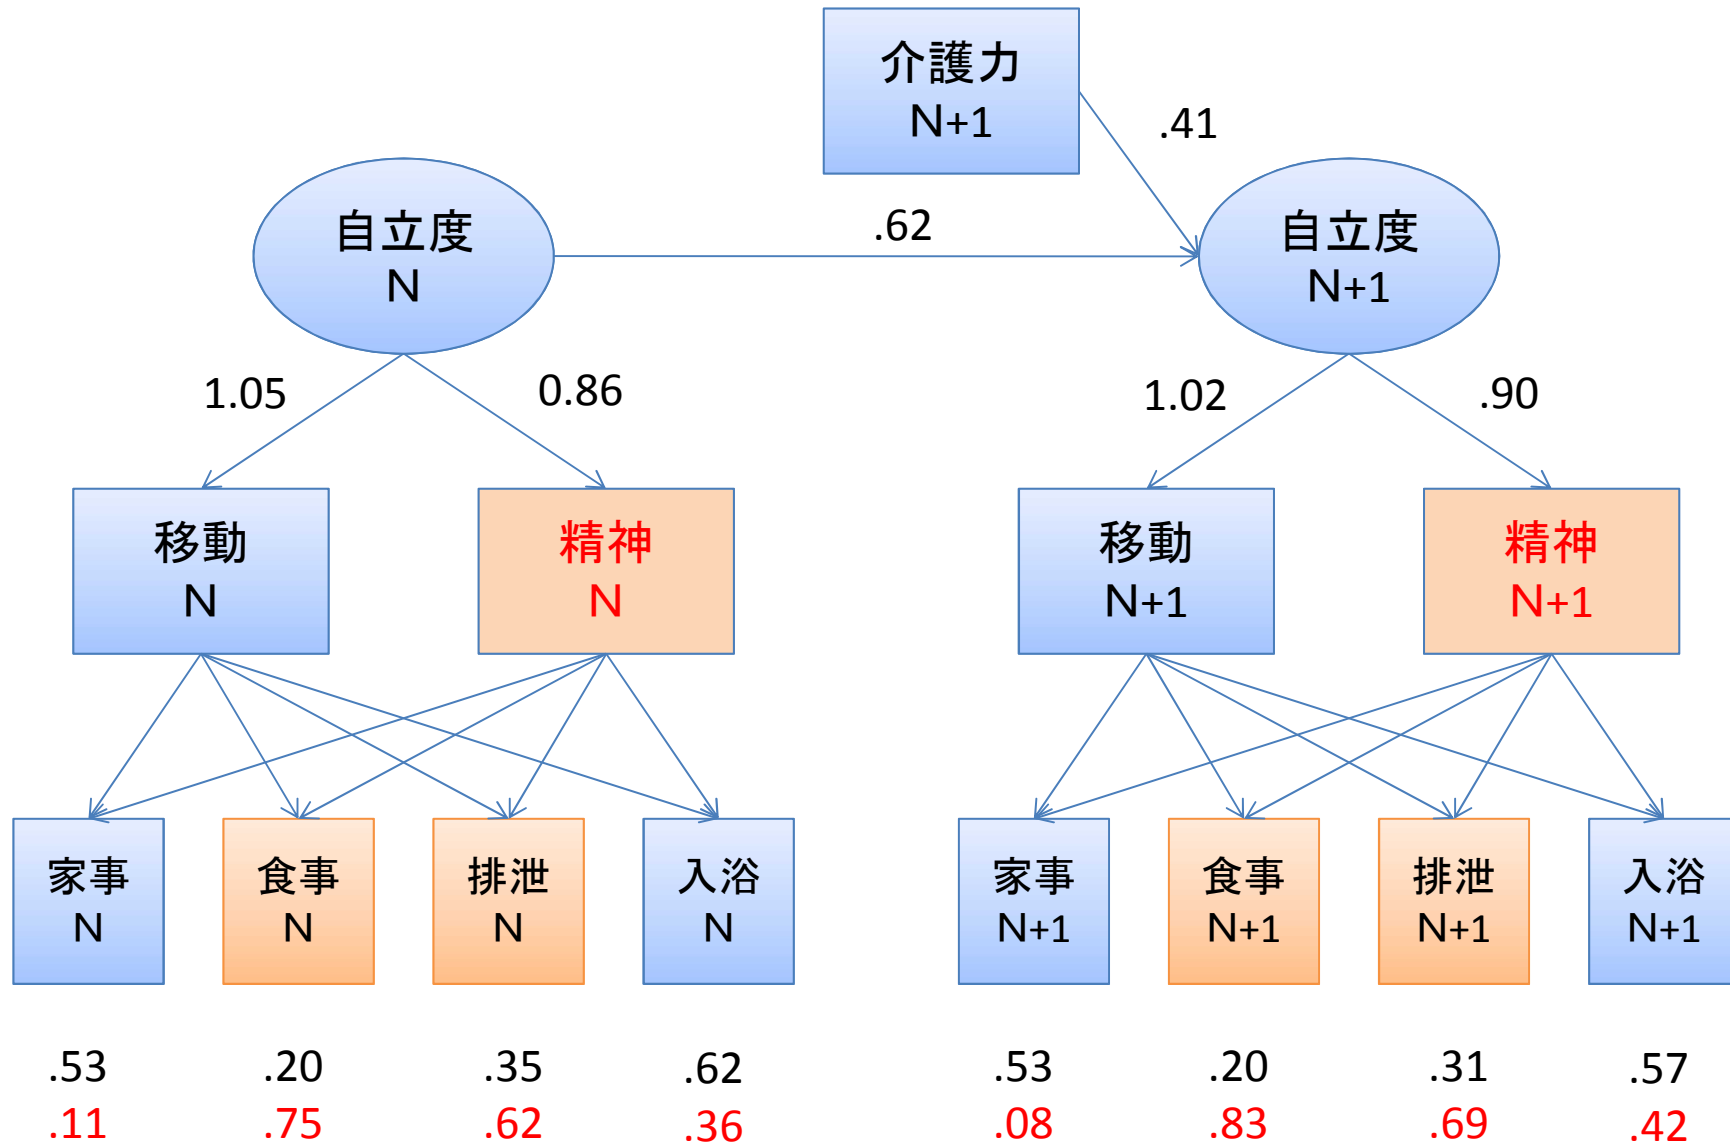 介護力
N+1
.41
自立度
N
.62
自立度
N+1
1.05
0.86
1.02
.90
移動
N
精神
N
移動
N+1
精神
N+1
家事
N
食事
N
排泄
N
入浴
N
家事
N+1
食事
N+1
排泄
N+1
入浴
N+1
.53 .20 .35 .62 .53 .20 .31 .57
.11 .75 .62 .36 .08 .83 .69 .42